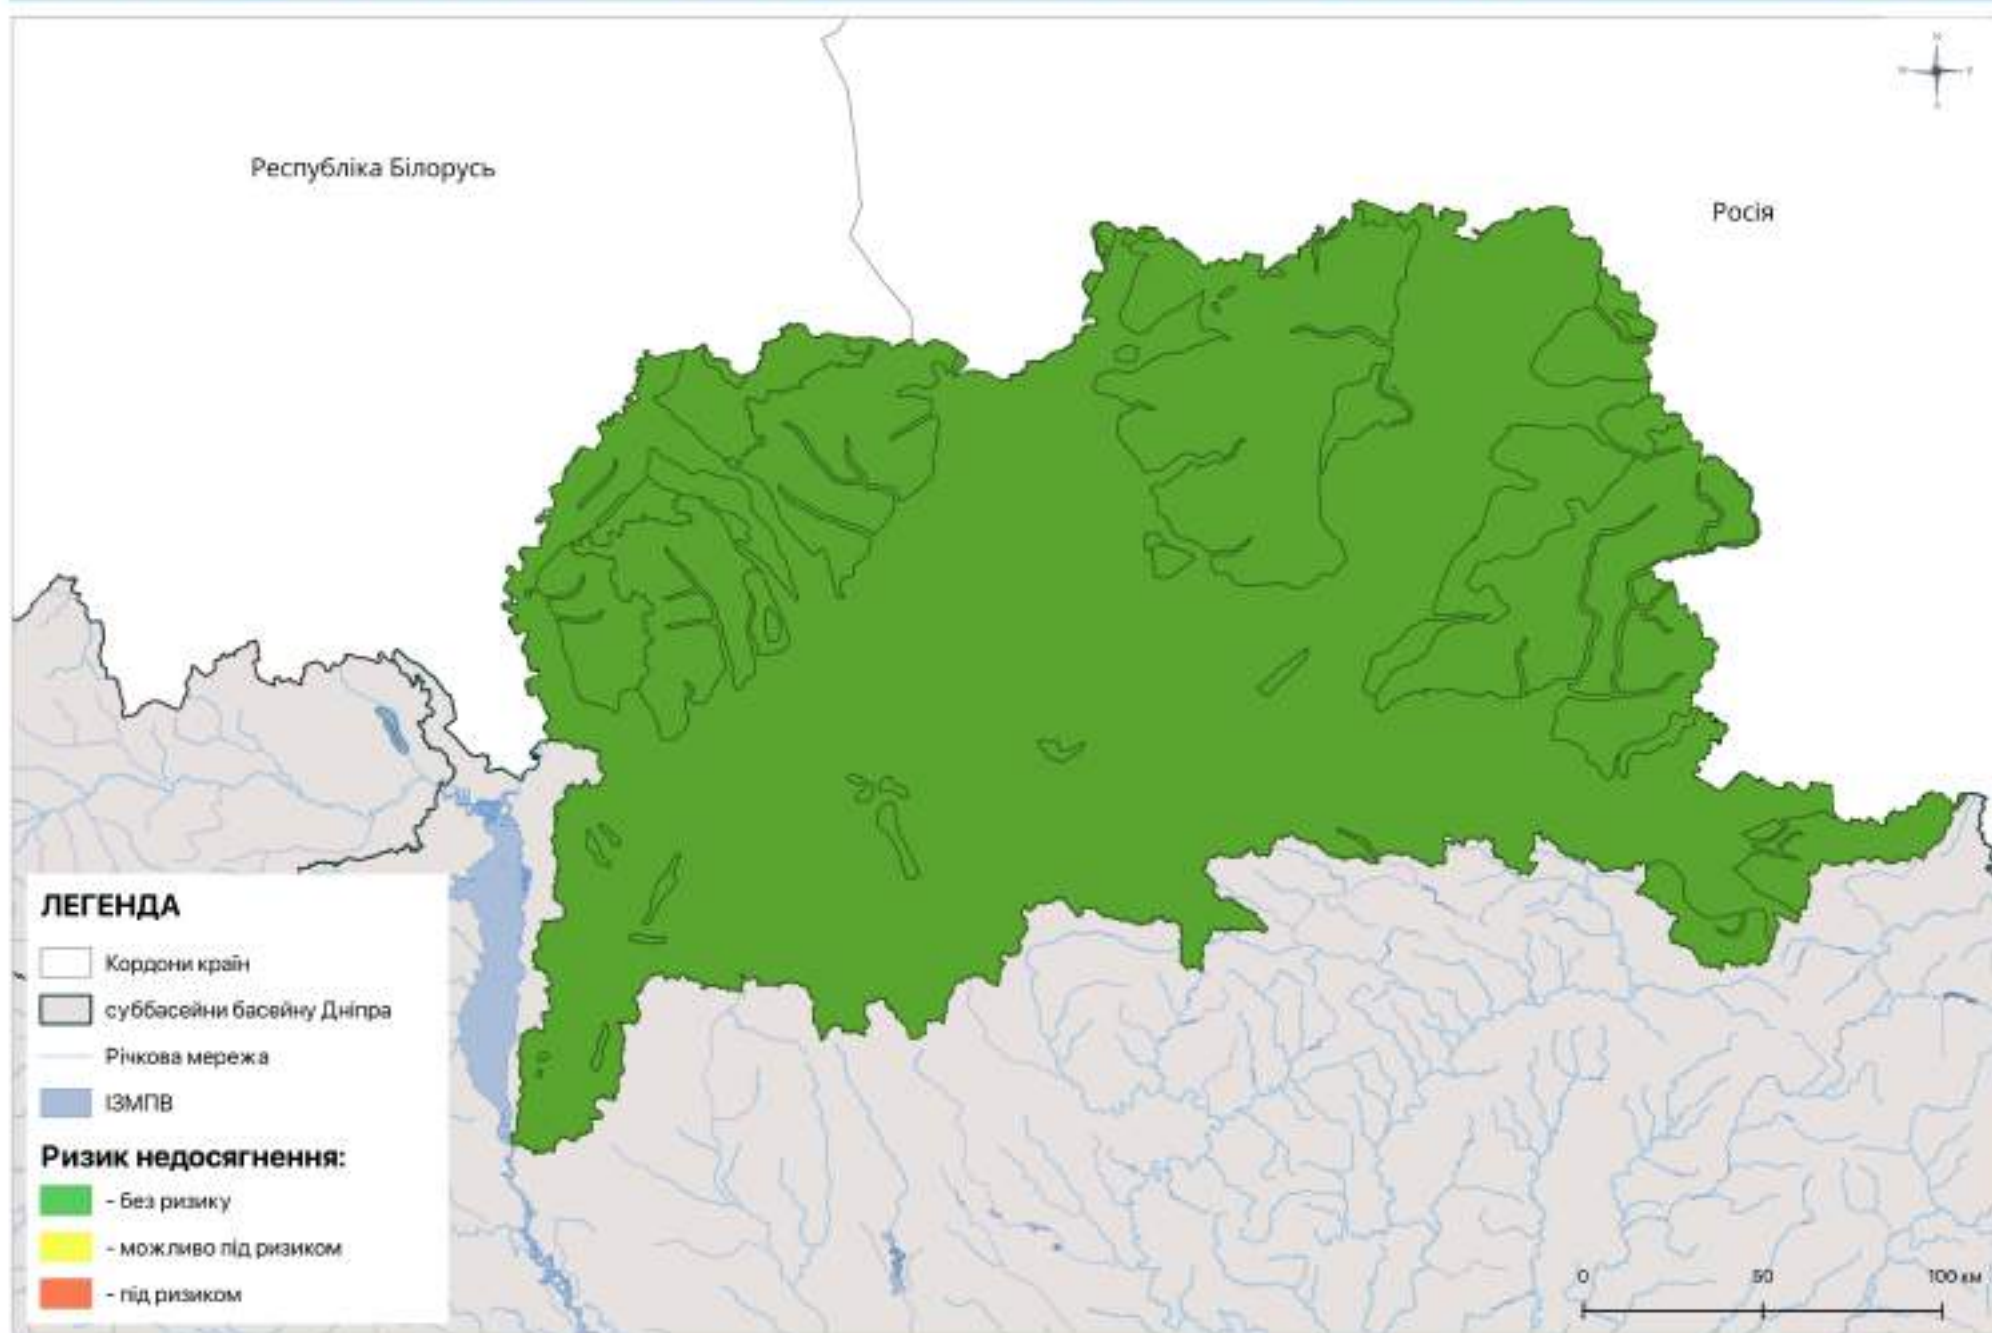 N
Республіка Білорусь
Росія
ЛЕГЕНДА
Кордони країн
суббасейни басейну Дніпра
Річкова мережа
ІЗМПВ
Ризик недосягнення:
- без ризику
- можливо під ризиком
- під ризиком
0 50 100 км